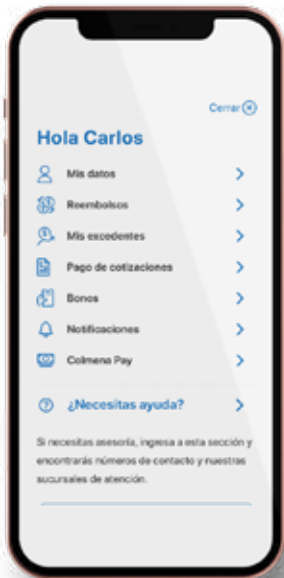 Cerrar
Hola Carlos
Mis datos
Reembolsos
Mis excedentes
Pago de cotizaciones
Bonos
Notificaciones
Colmena Pay
¿Necesitas ayuda?
Si necesitas asesoría, ingresa a esta sección y
encontrarás números de contacto y nuestras
sucursales de atención.